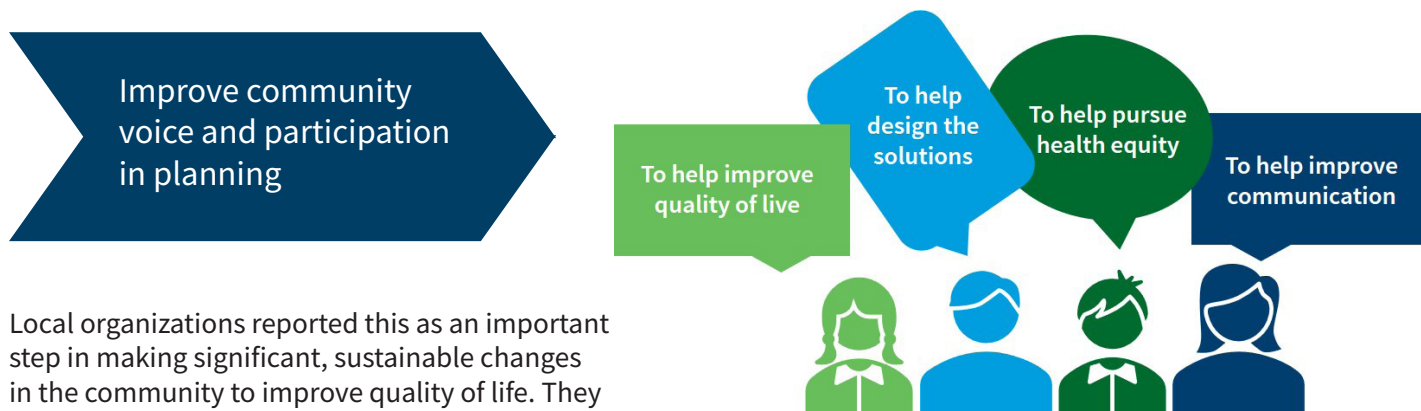 Improve community
voice and participation
in planning
To help improve
quality of live
To help
design the
solutions
To help pursue
health equity
To help improve
communication
Local organizations reported this as an important
step in making significant, sustainable changes
in the community to improve quality of life. They